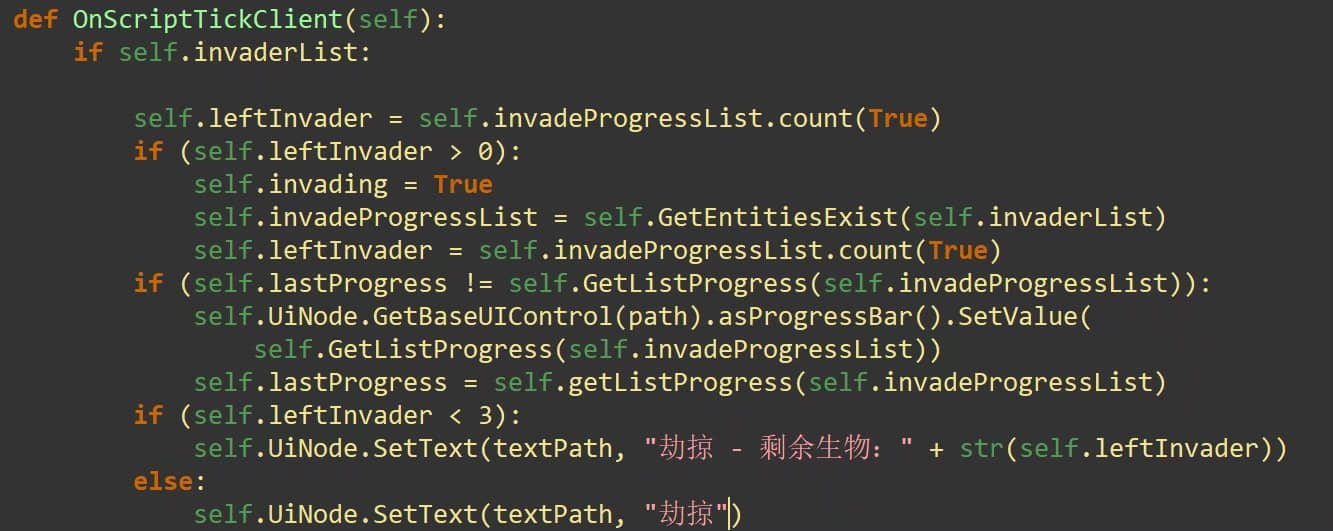 def OnScriptTickClient(self):
    if self.invaderList:

        self.leftInvader = self.invadeProgressList.count(True)
        if (self.leftInvader > 0):
            self.invading = True
            self.invadeProgressList = self.GetEntitiesExist(self.invaderList)
            self.leftInvader = self.invadeProgressList.count(True)
        if (self.lastProgress != self.GetListProgress(self.invadeProgressList)):
            self.UiNode.GetBaseUIControl(path).asProgressBar().SetValue(
                self.GetListProgress(self.invadeProgressList))
            self.lastProgress = self.getListProgress(self.invadeProgressList)
        if (self.leftInvader < 3):
            self.UiNode.SetText(textPath, "劫掠 - 剩余生物：" + str(self.leftInvader))
        else:
            self.UiNode.SetText(textPath, "劫掠")